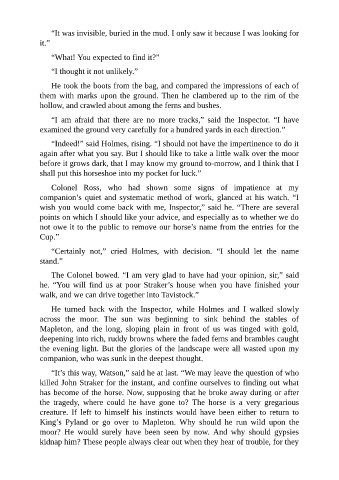 “It was invisible, buried in the mud. I only saw it because I was looking for
it.”
“What! You expected to find it?”
“I thought it not unlikely.”
He took the boots from the bag, and compared the impressions of each of
them with marks upon the ground. Then he clambered up to the rim of the
hollow, and crawled about among the ferns and bushes.
“I am afraid that there are no more tracks,” said the Inspector. “I have
examined the ground very carefully for a hundred yards in each direction.”
“Indeed!” said Holmes, rising. “I should not have the impertinence to do it
again after what you say. But I should like to take a little walk over the moor
before it grows dark, that I may know my ground to-morrow, and I think that I
shall put this horseshoe into my pocket for luck.”
Colonel Ross, who had shown some signs of impatience at my
companion’s quiet and systematic method of work, glanced at his watch. “I
wish you would come back with me, Inspector,” said he. “There are several
points on which I should like your advice, and especially as to whether we do
not owe it to the public to remove our horse’s name from the entries for the
Cup.”
“Certainly not,” cried Holmes, with decision. “I should let the name
stand.”
The Colonel bowed. “I am very glad to have had your opinion, sir,” said
he. “You will find us at poor Straker’s house when you have finished your
walk, and we can drive together into Tavistock.”
He turned back with the Inspector, while Holmes and I walked slowly
across the moor. The sun was beginning to sink behind the stables of
Mapleton, and the long, sloping plain in front of us was tinged with gold,
deepening into rich, ruddy browns where the faded ferns and brambles caught
the evening light. But the glories of the landscape were all wasted upon my
companion, who was sunk in the deepest thought.
“It’s this way, Watson,” said he at last. “We may leave the question of who
killed John Straker for the instant, and confine ourselves to finding out what
has become of the horse. Now, supposing that he broke away during or after
the tragedy, where could he have gone to? The horse is a very gregarious
creature. If left to himself his instincts would have been either to return to
King’s Pyland or go over to Mapleton. Why should he run wild upon the
moor? He would surely have been seen by now. And why should gypsies
kidnap him? These people always clear out when they hear of trouble, for they